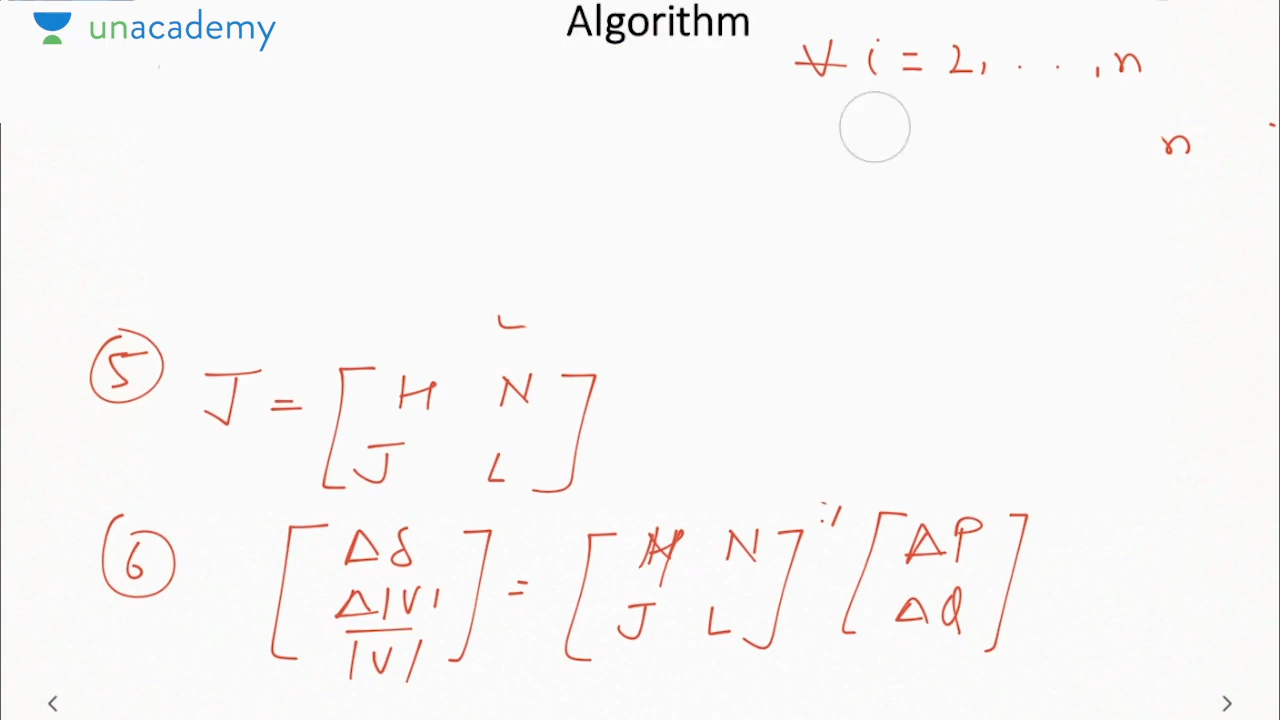 unacademy
Algorithm
∀ i = 2, . . . , n
n
5 J = [ H N
J L ]
6 [ Δδ
Δ|V|
|V| ] = [ H N
J L ]⁻¹ [ ΔP
ΔQ ]